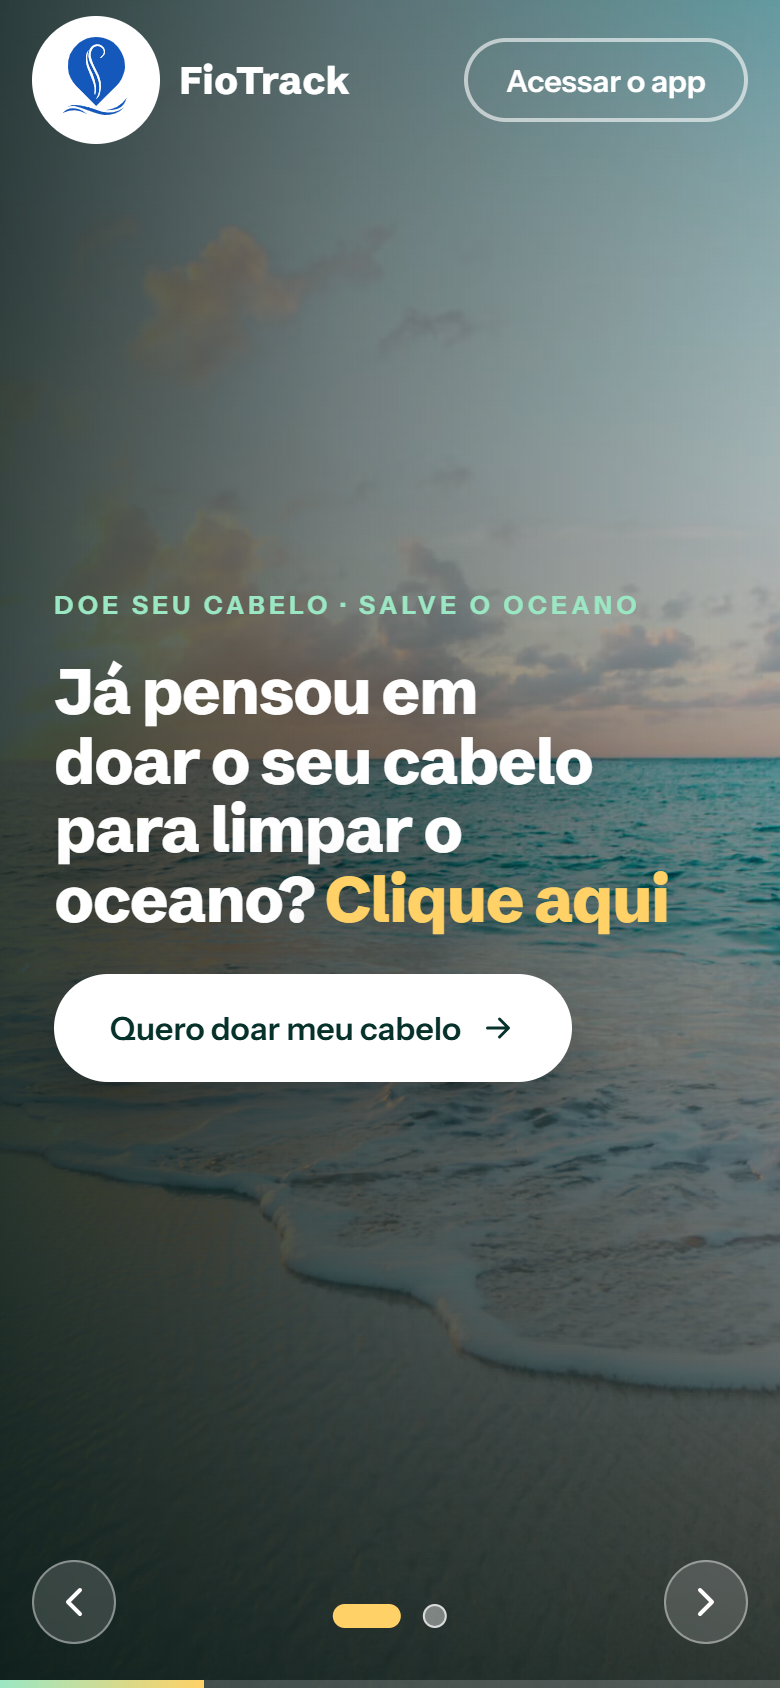 FioTrack
Acessar o app
DOE SEU CABELO · SALVE O OCEANO
Já pensou em
doar o seu cabelo
para limpar o
oceano? Clique aqui
Quero doar meu cabelo